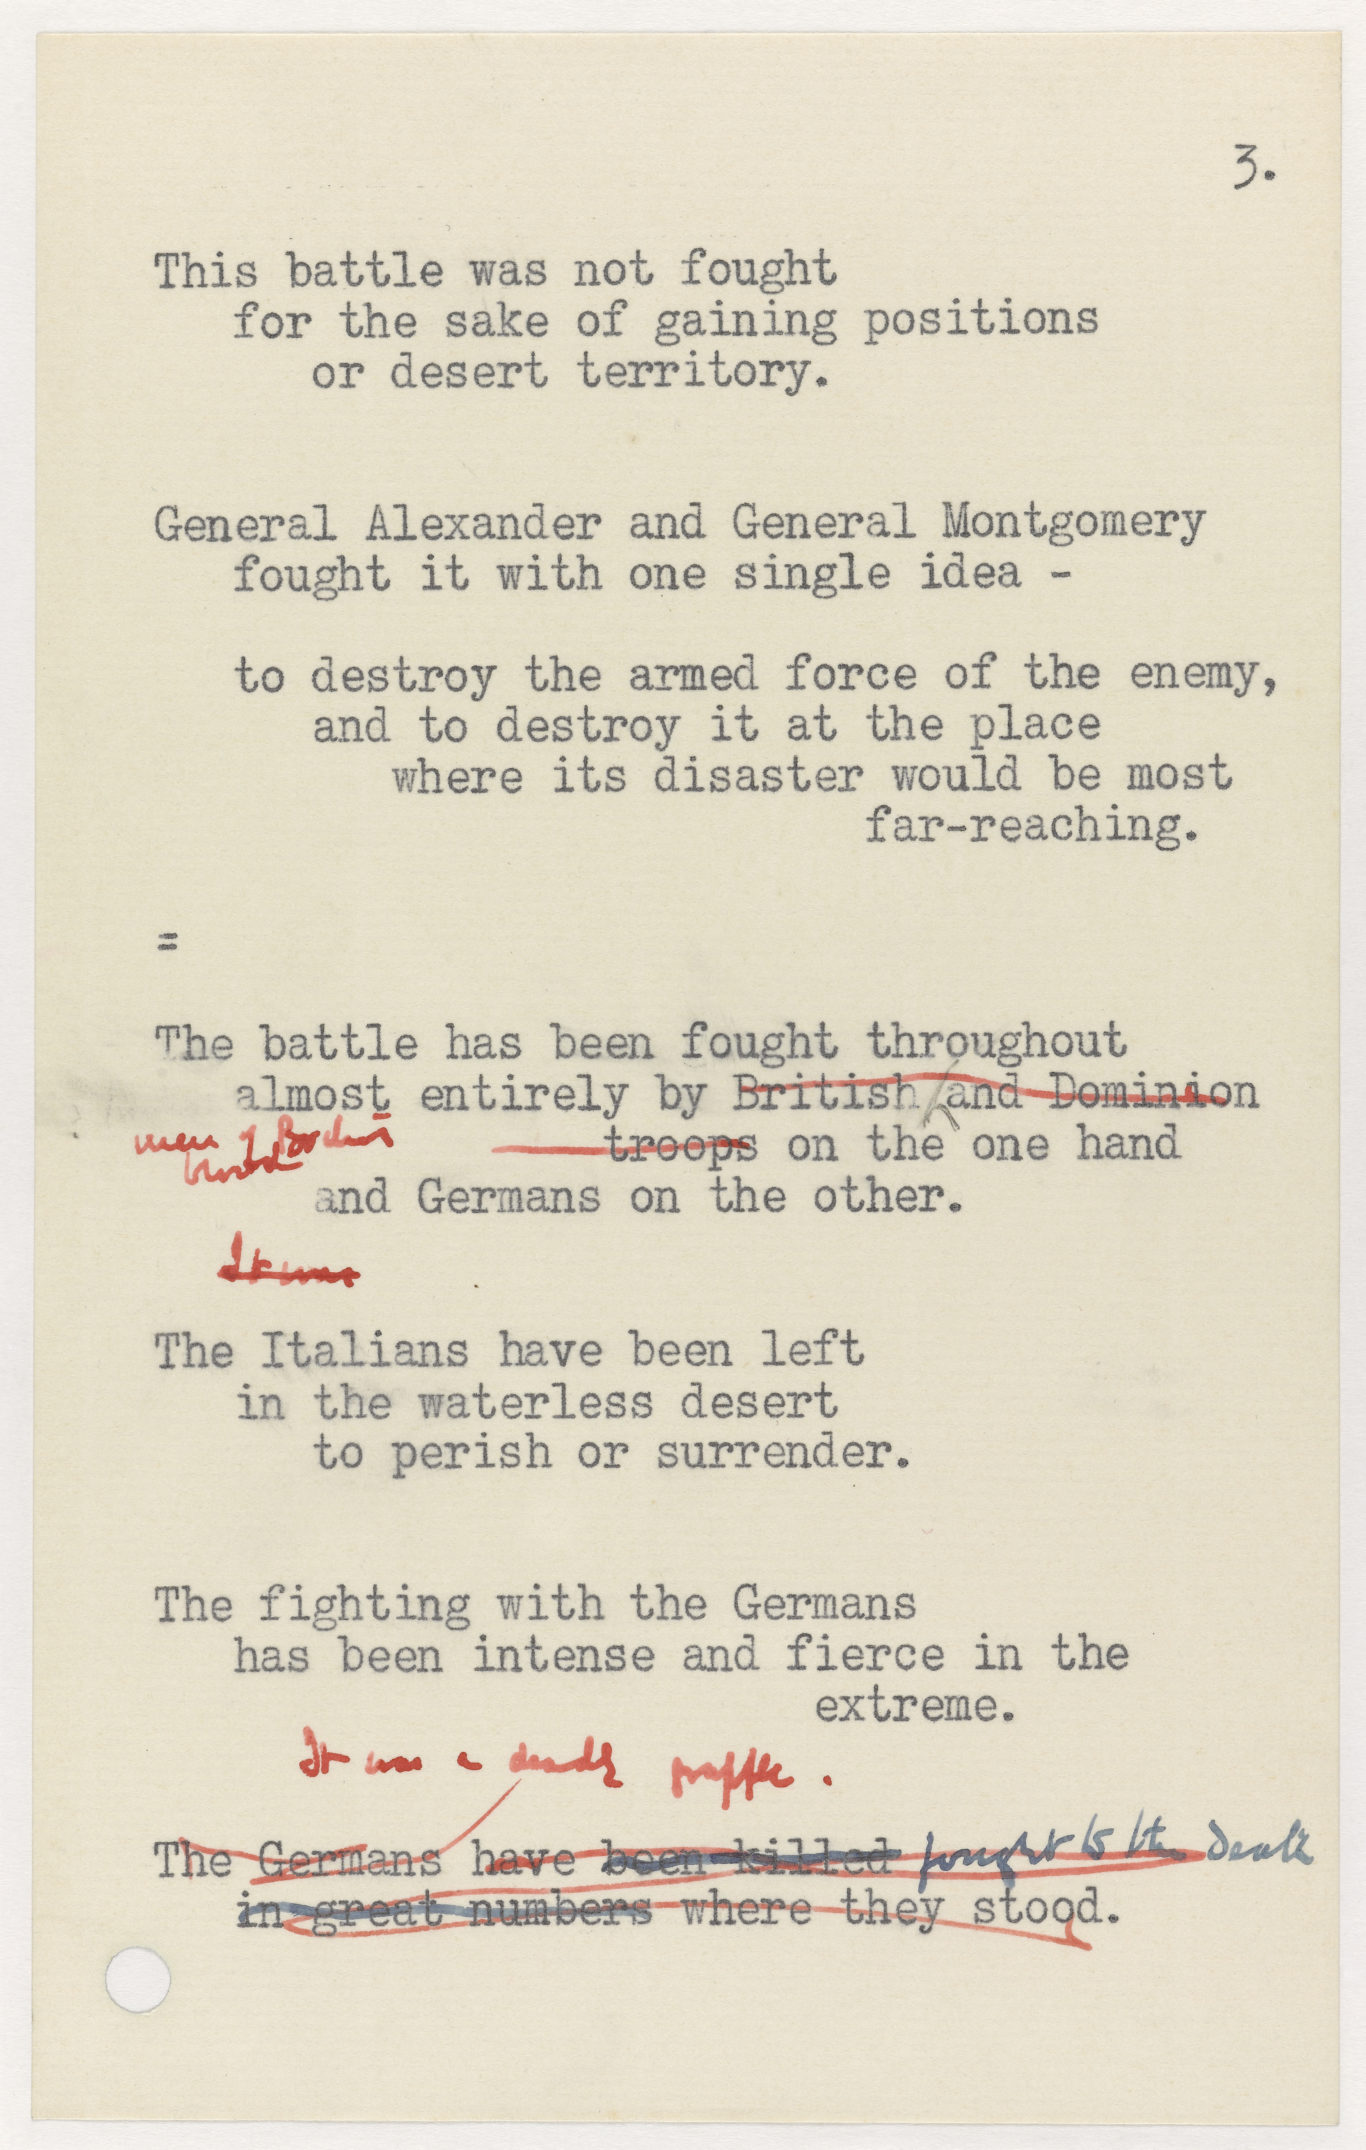 3.
This battle was not fought
for the sake of gaining positions
or desert territory.
General Alexander and General Montgomery
fought it with one single idea -
to destroy the armed force of the enemy,
and to destroy it at the place
where its disaster would be most
far-reaching.
=
The battle has been fought throughout
almost entirely by British and Dominion
men of British
blood
troops on the one hand
and Germans on the other.
It was
The Italians have been left
in the waterless desert
to perish or surrender.
The fighting with the Germans
has been intense and fierce in the
extreme.
It was a deadly grapple.
The Germans have been killed fought to the death
in great numbers where they stood.